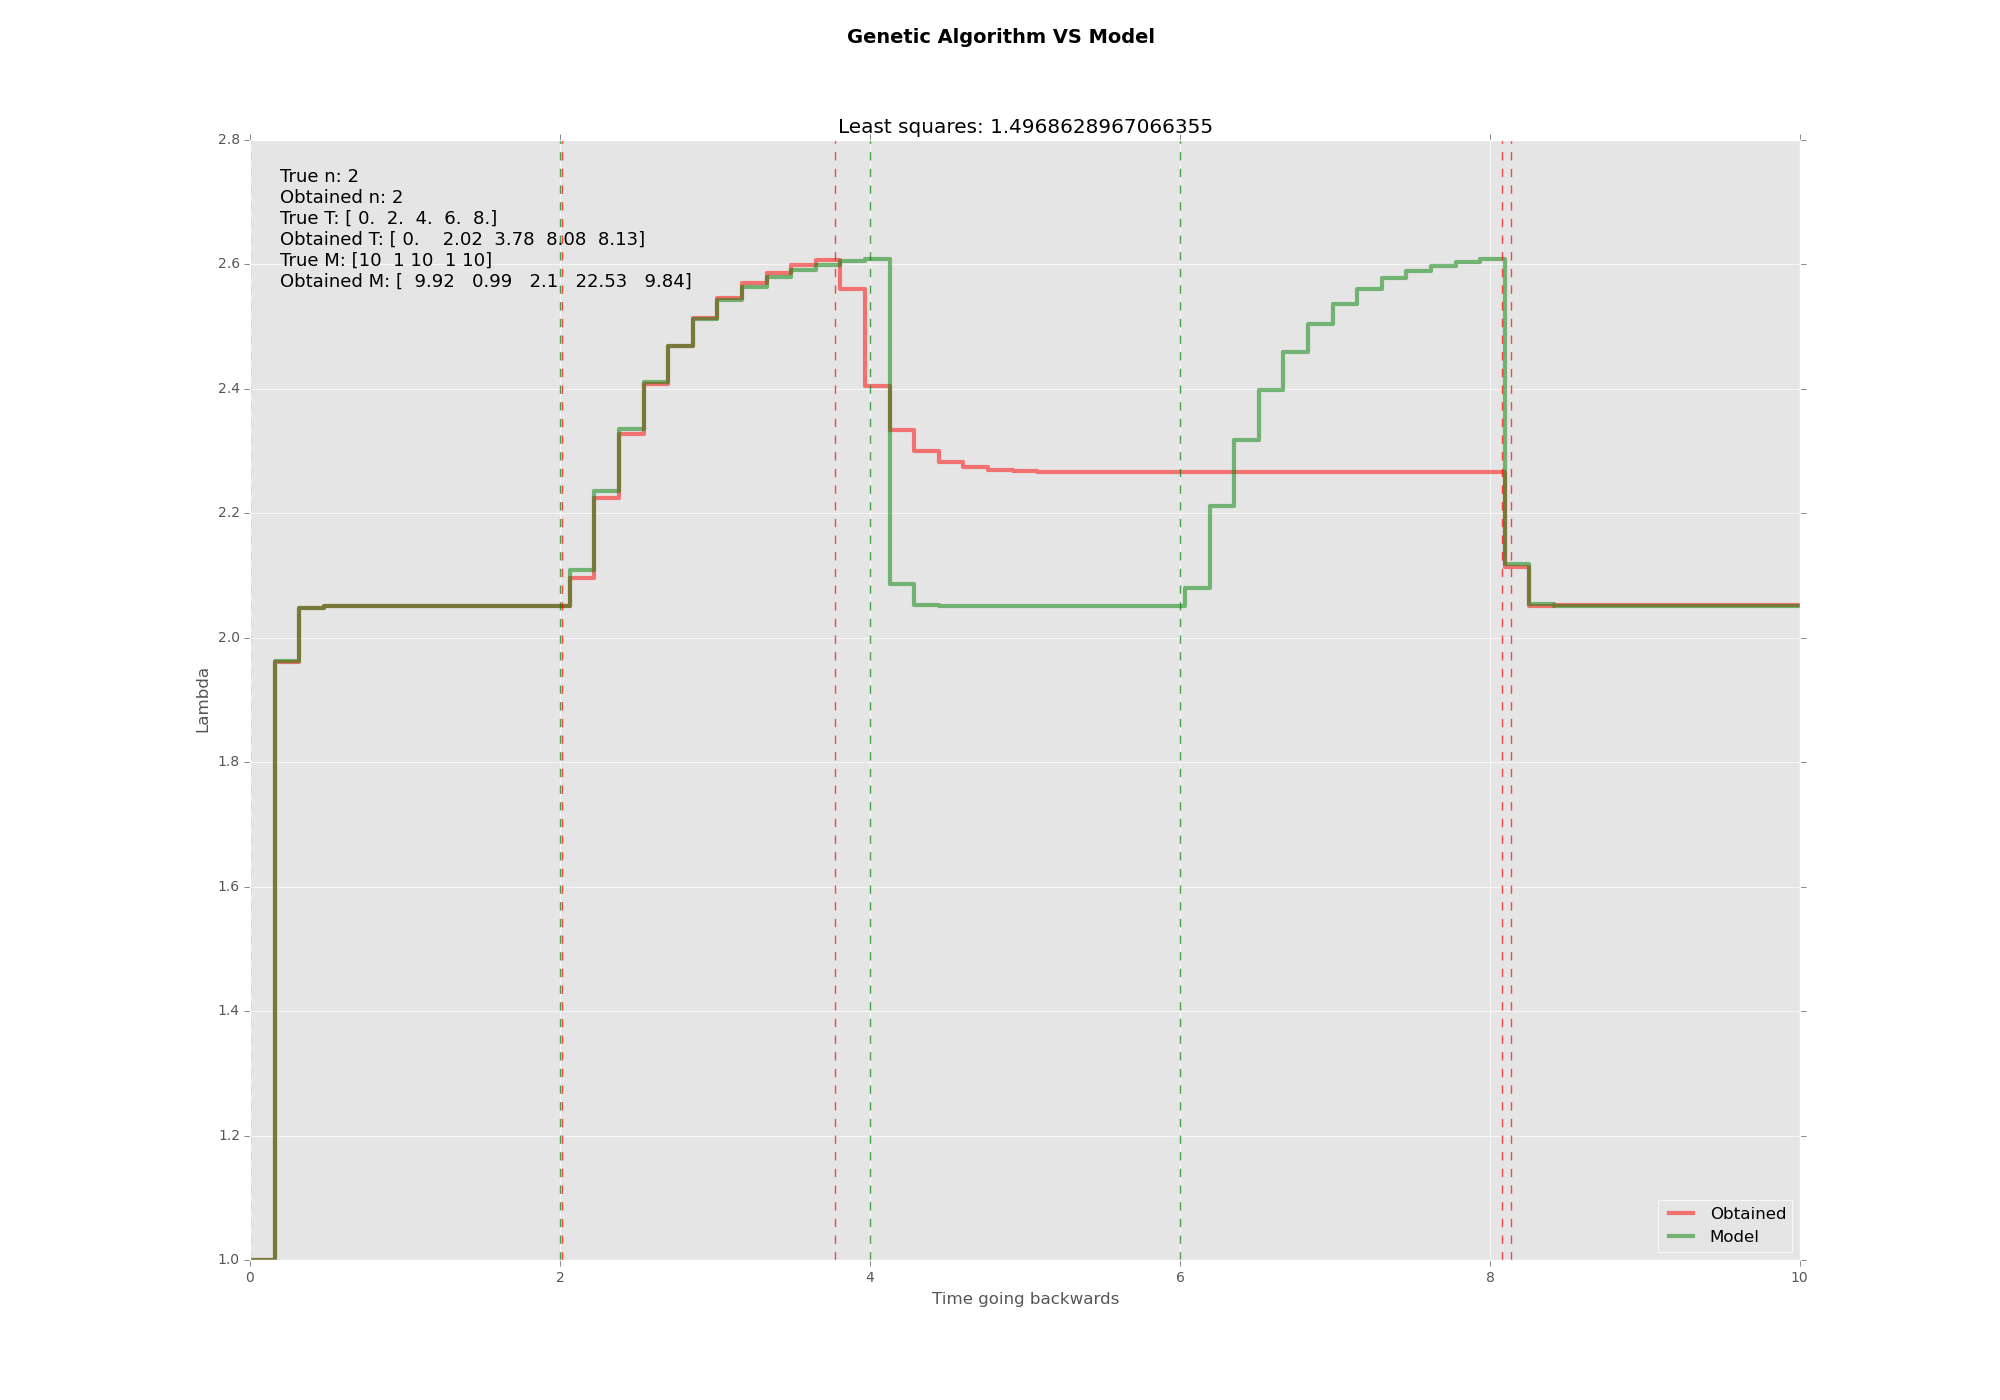 Genetic Algorithm VS Model
Least squares: 1.4968628967066355
True n: 2
Obtained n: 2
True T: [ 0.  2.  4.  6.  8.]
Obtained T: [ 0.    2.02  3.78  8.08  8.13]
True M: [10  1 10  1 10]
Obtained M: [  9.92   0.99   2.1   22.53   9.84]
2.8
2.6
2.4
2.2
2.0
1.8
1.6
1.4
1.2
1.0
Lambda
0 2 4 6 8 10
Time going backwards
Obtained
Model